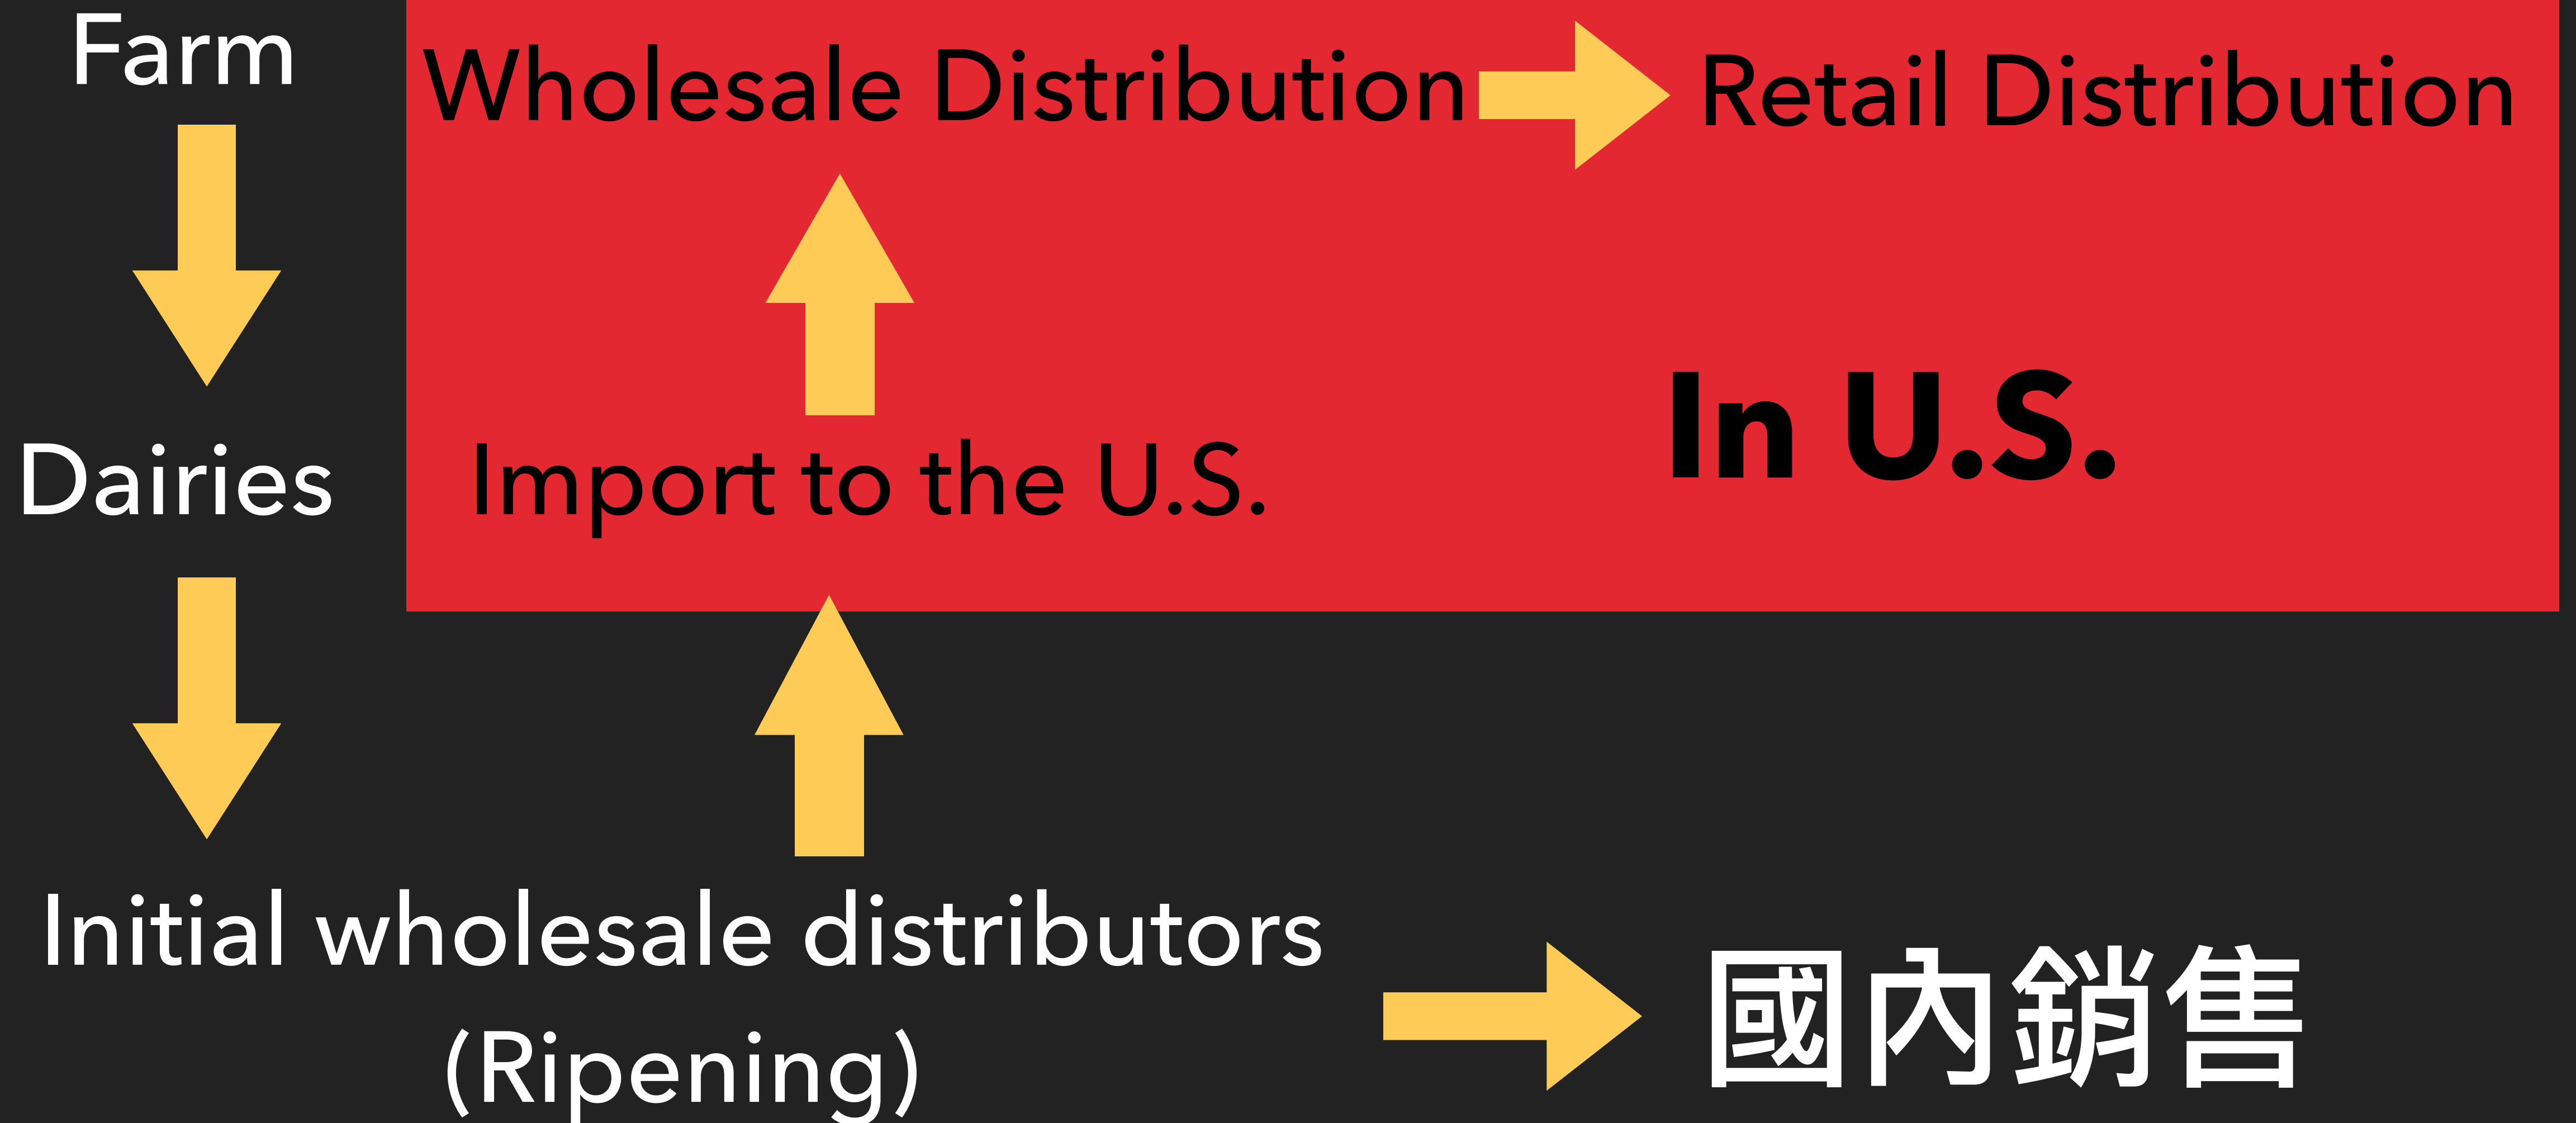 Farm
Wholesale Distribution
Retail Distribution
Dairies
Import to the U.S.
In U.S.
Initial wholesale distributors
(Ripening)
國內銷售